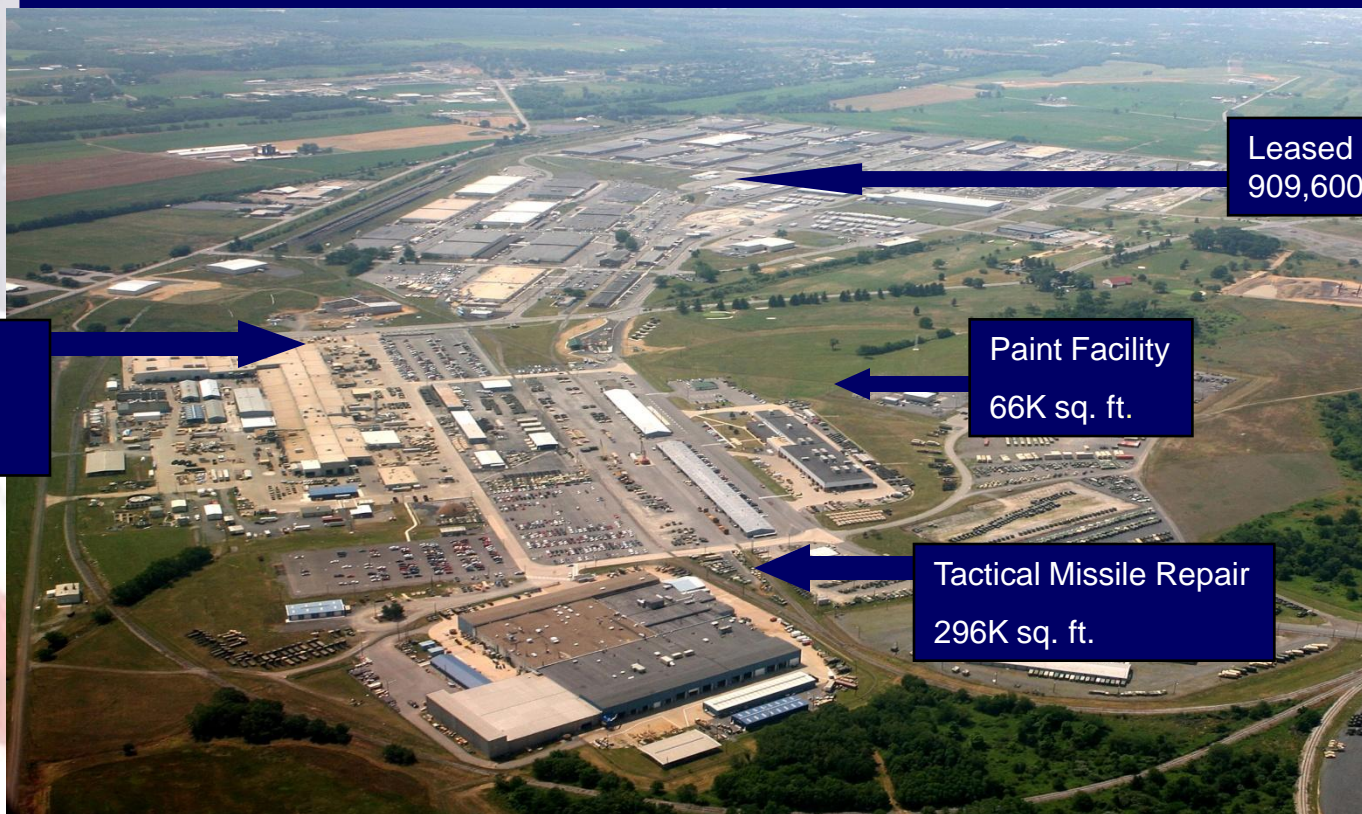 Leased
909,600
Paint Facility
66K sq. ft.
Tactical Missile Repair
296K sq. ft.